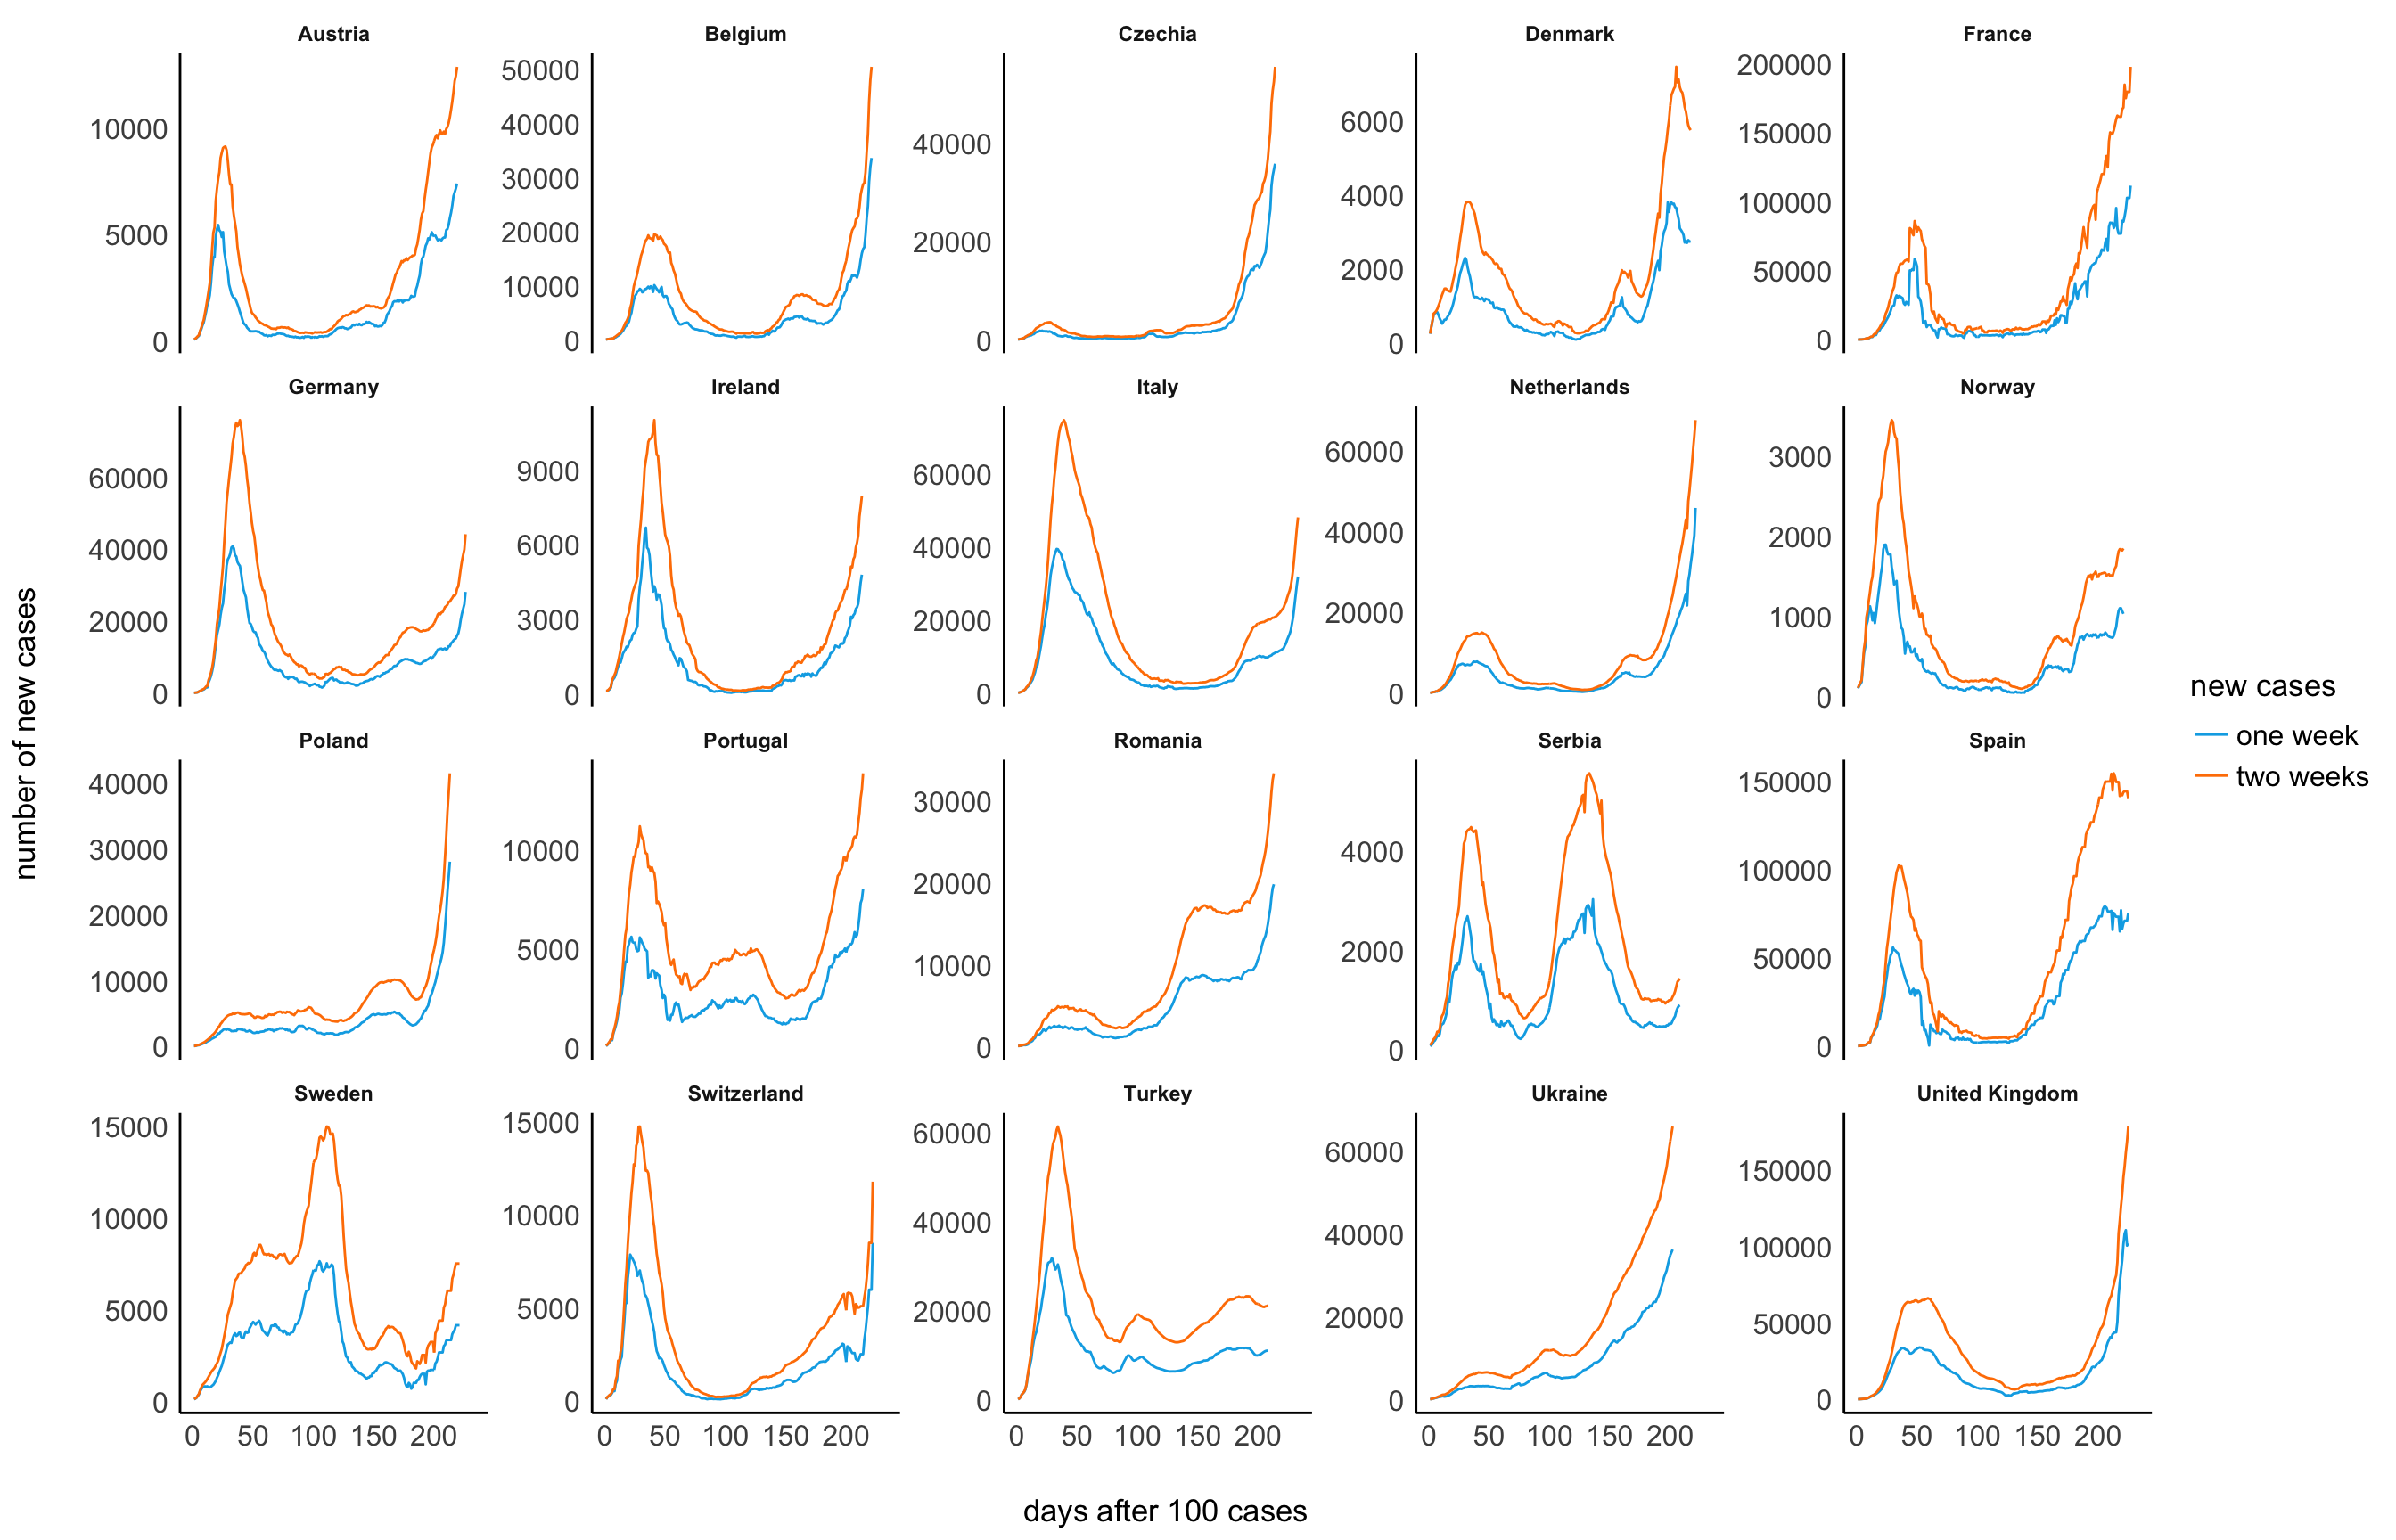 Austria
Belgium
Czechia
Denmark
France
10000
5000
0
50000
40000
30000
20000
10000
0
40000
20000
0
6000
4000
2000
0
200000
150000
100000
50000
0
Germany
Ireland
Italy
Netherlands
Norway
60000
40000
20000
0
9000
6000
3000
0
60000
40000
20000
0
60000
40000
20000
0
3000
2000
1000
0
Poland
Portugal
Romania
Serbia
Spain
40000
30000
20000
10000
0
10000
5000
0
30000
20000
10000
0
4000
2000
0
150000
100000
50000
0
Sweden
Switzerland
Turkey
Ukraine
United Kingdom
15000
10000
5000
0
15000
10000
5000
0
60000
40000
20000
0
60000
40000
20000
0
150000
100000
50000
0
0 50 100 150 200
0 50 100 150 200
0 50 100 150 200
0 50 100 150 200
0 50 100 150 200
days after 100 cases
number of new cases
new cases
one week
two weeks